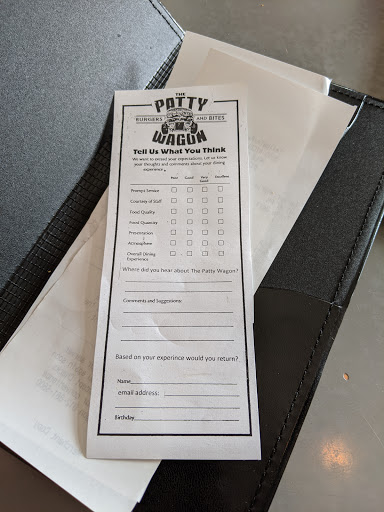 THE
PATTY
BURGERS AND BITES
WAGON
Tell Us What You Think
We want to exceed your expectations. Let us know
your thoughts and comments about your dining
experience.
Poor Good Very Good Excellent
Prompt Service
Courtesy of Staff
Food Quality
Food Quantity
Presentation
Atmosphere
Overall Dining
Experience
Where did you hear about The Patty Wagon?
Comments and Suggestions:
Based on your experince would you return?
Name
email address:
Birthday